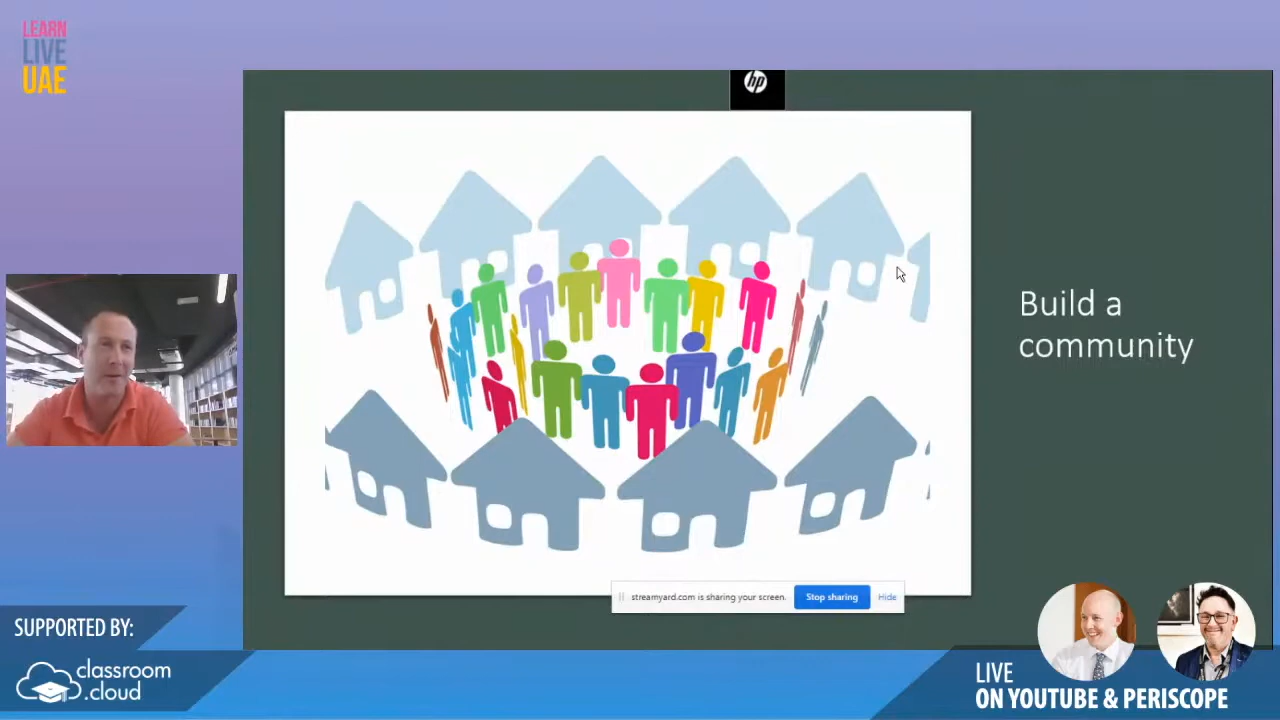 LEARN
LIVE
UAE
hp
Build a
community
streamyard.com is sharing your screen.
Stop sharing
Hide
SUPPORTED BY:
classroom
.cloud
LIVE
ON YOUTUBE & PERISCOPE